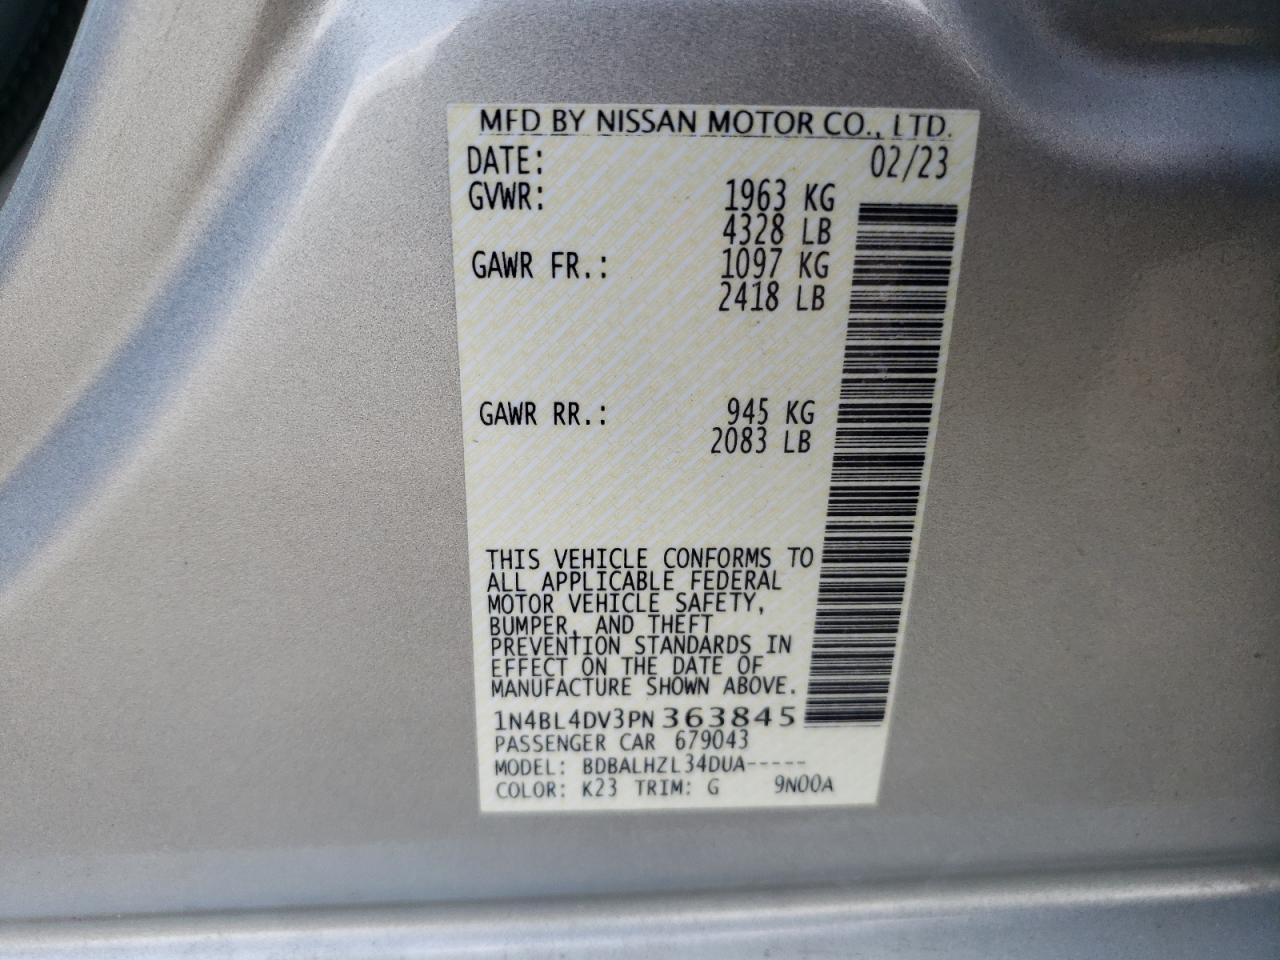 MFD BY NISSAN MOTOR CO., LTD.
DATE: 02/23
GVWR: 1963 KG
4328 LB
GAWR FR.: 1097 KG
2418 LB
GAWR RR.: 945 KG
2083 LB
THIS VEHICLE CONFORMS TO
ALL APPLICABLE FEDERAL
MOTOR VEHICLE SAFETY,
BUMPER, AND THEFT
PREVENTION STANDARDS IN
EFFECT ON THE DATE OF
MANUFACTURE SHOWN ABOVE.
1N4BL4DV3PN363845
PASSENGER CAR 679043
MODEL: BDBALHZL34DUA-----
COLOR: K23 TRIM: G 9N00A